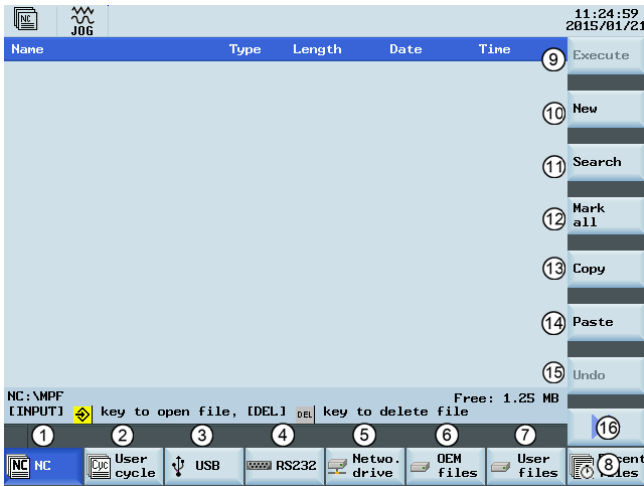 NC
JOG
11:24:59
2015/01/21
Name Type Length Date Time
9 Execute
10 New
11 Search
12 Mark all
13 Copy
14 Paste
15 Undo
NC:\MPF
Free: 1.25 MB
[INPUT] key to open file, [DEL] DEL key to delete file
16
1 2 3 4 5 6 7 8
NC NC
Cyc User cycle
USB
RS232
Netwo. drive
OEM files
User files